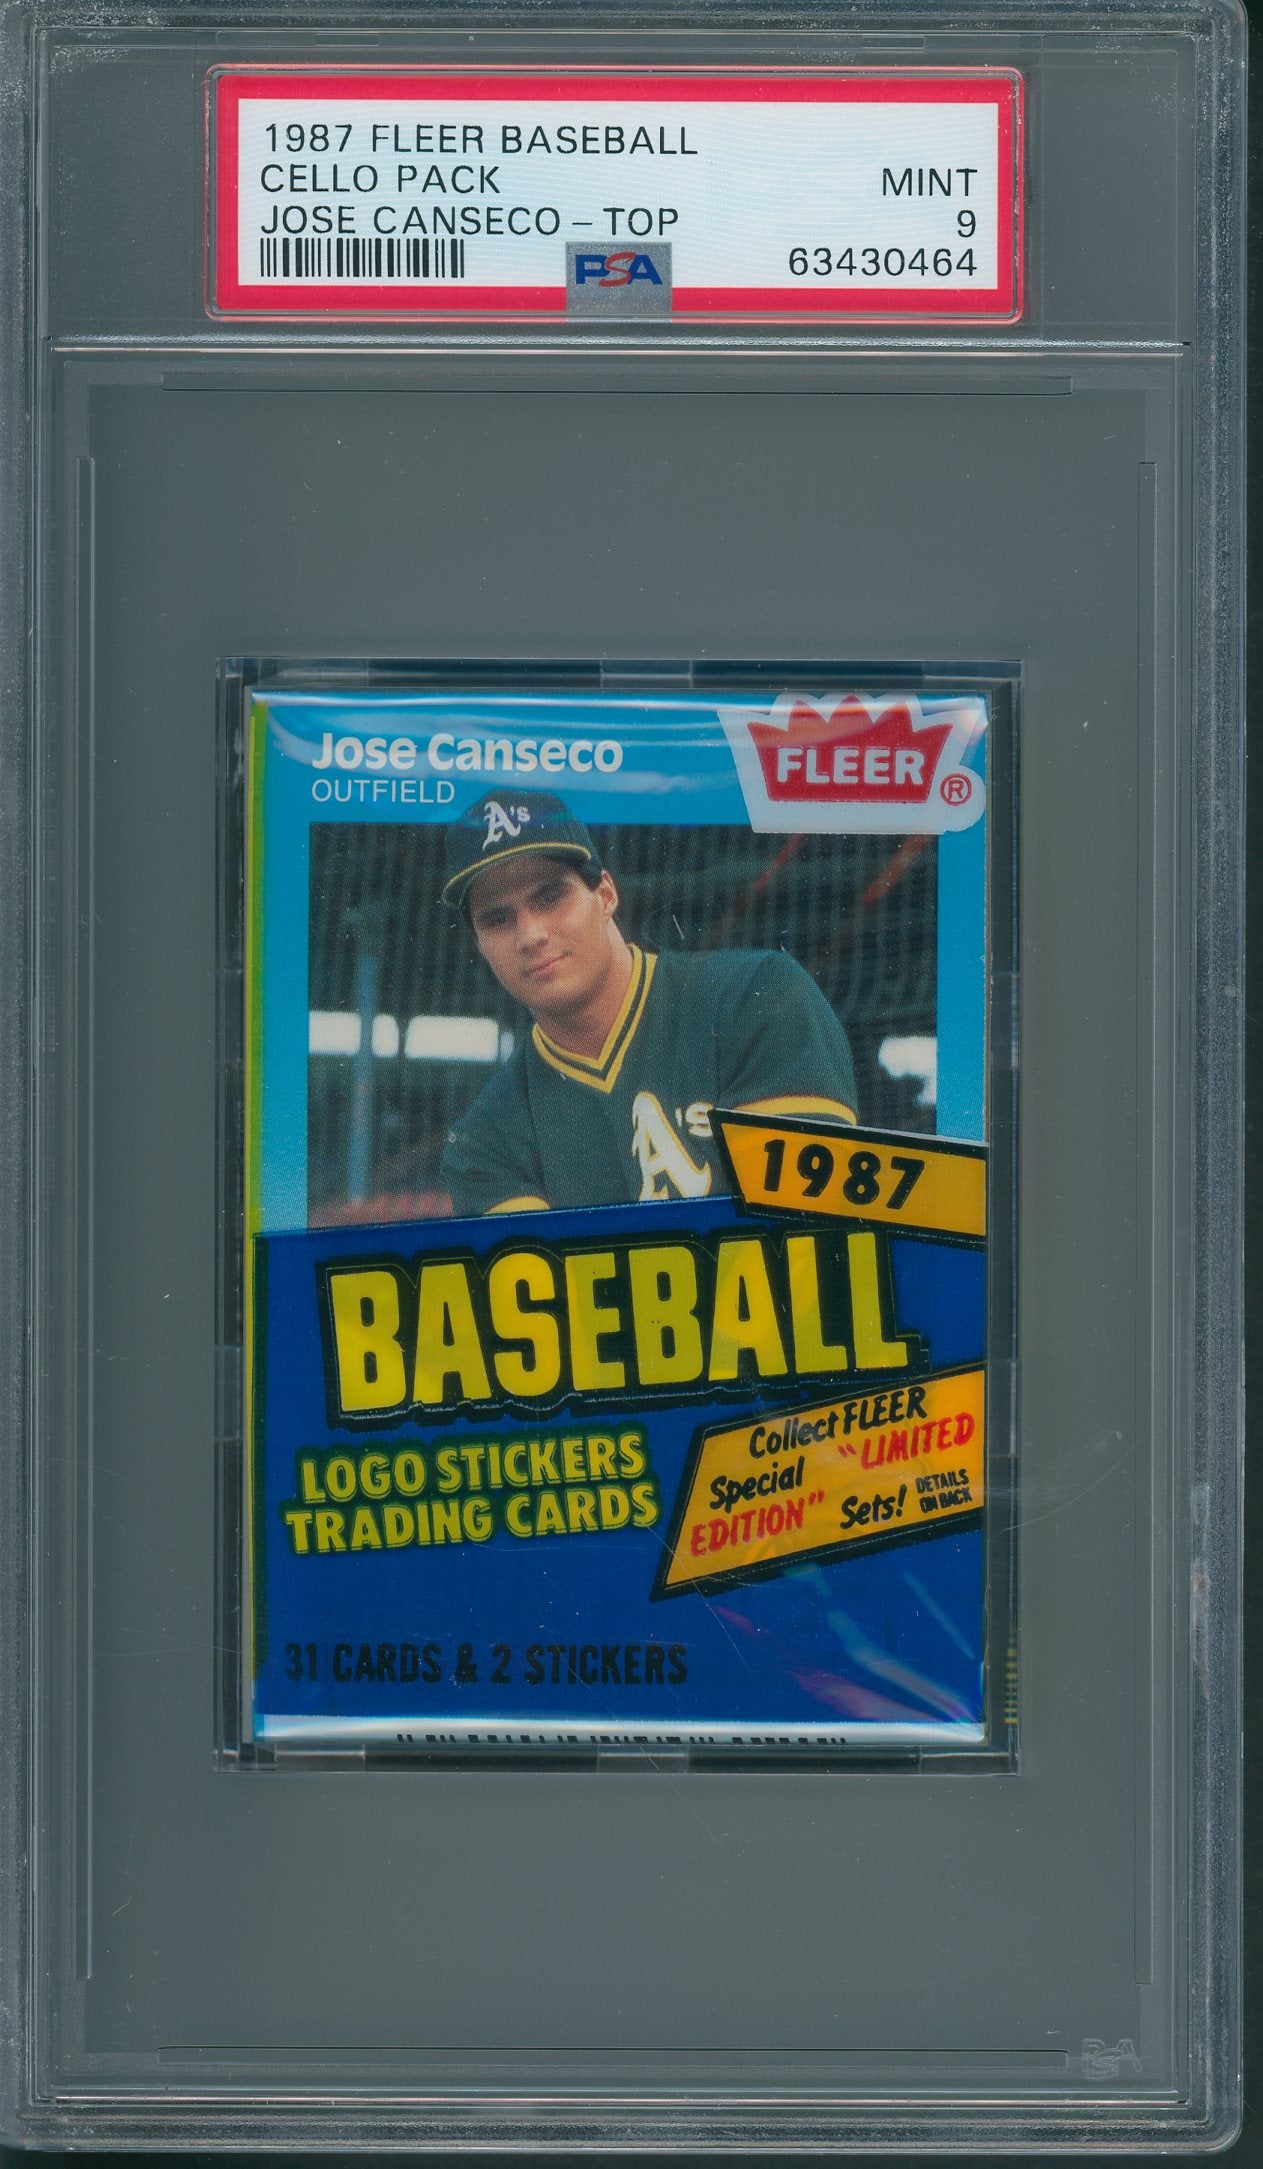 1987 FLEER BASEBALL
CELLO PACK
MINT
JOSE CANSECO - TOP
9
PSA
63430464
Jose Canseco
OUTFIELD
FLEER®
A's
A's
1987
BASEBALL
LOGO STICKERS
TRADING CARDS
Collect FLEER
Special "LIMITED
EDITION" Sets!
DETAILS
ON BACK
31 CARDS & 2 STICKERS
PSA